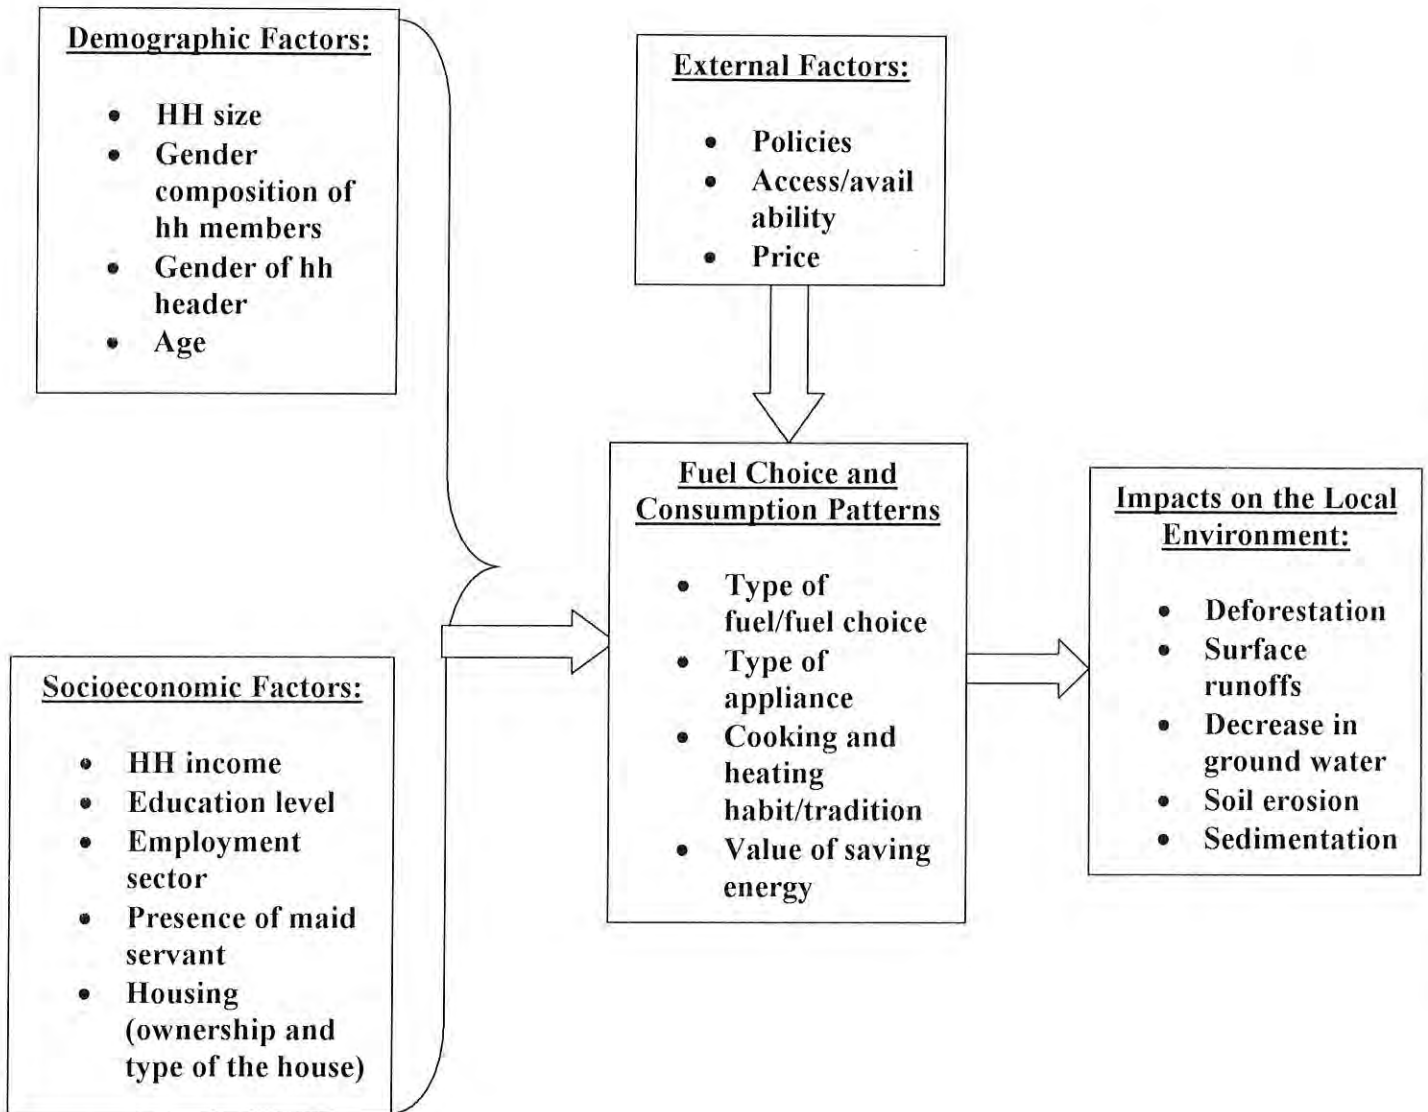 Demographic Factors:
• HH size
• Gender
composition of
hh members
• Gender of hh
header
• Age
External Factors:
• Policies
• Access/avail
ability
• Price
Socioeconomic Factors:
• HH income
• Education level
• Employment
sector
• Presence of maid
servant
• Housing
(ownership and
type of the house)
Fuel Choice and
Consumption Patterns
• Type of
fuel/fuel choice
• Type of
appliance
• Cooking and
heating
habit/tradition
• Value of saving
energy
Impacts on the Local
Environment:
• Deforestation
• Surface
runoffs
• Decrease in
ground water
• Soil erosion
• Sedimentation